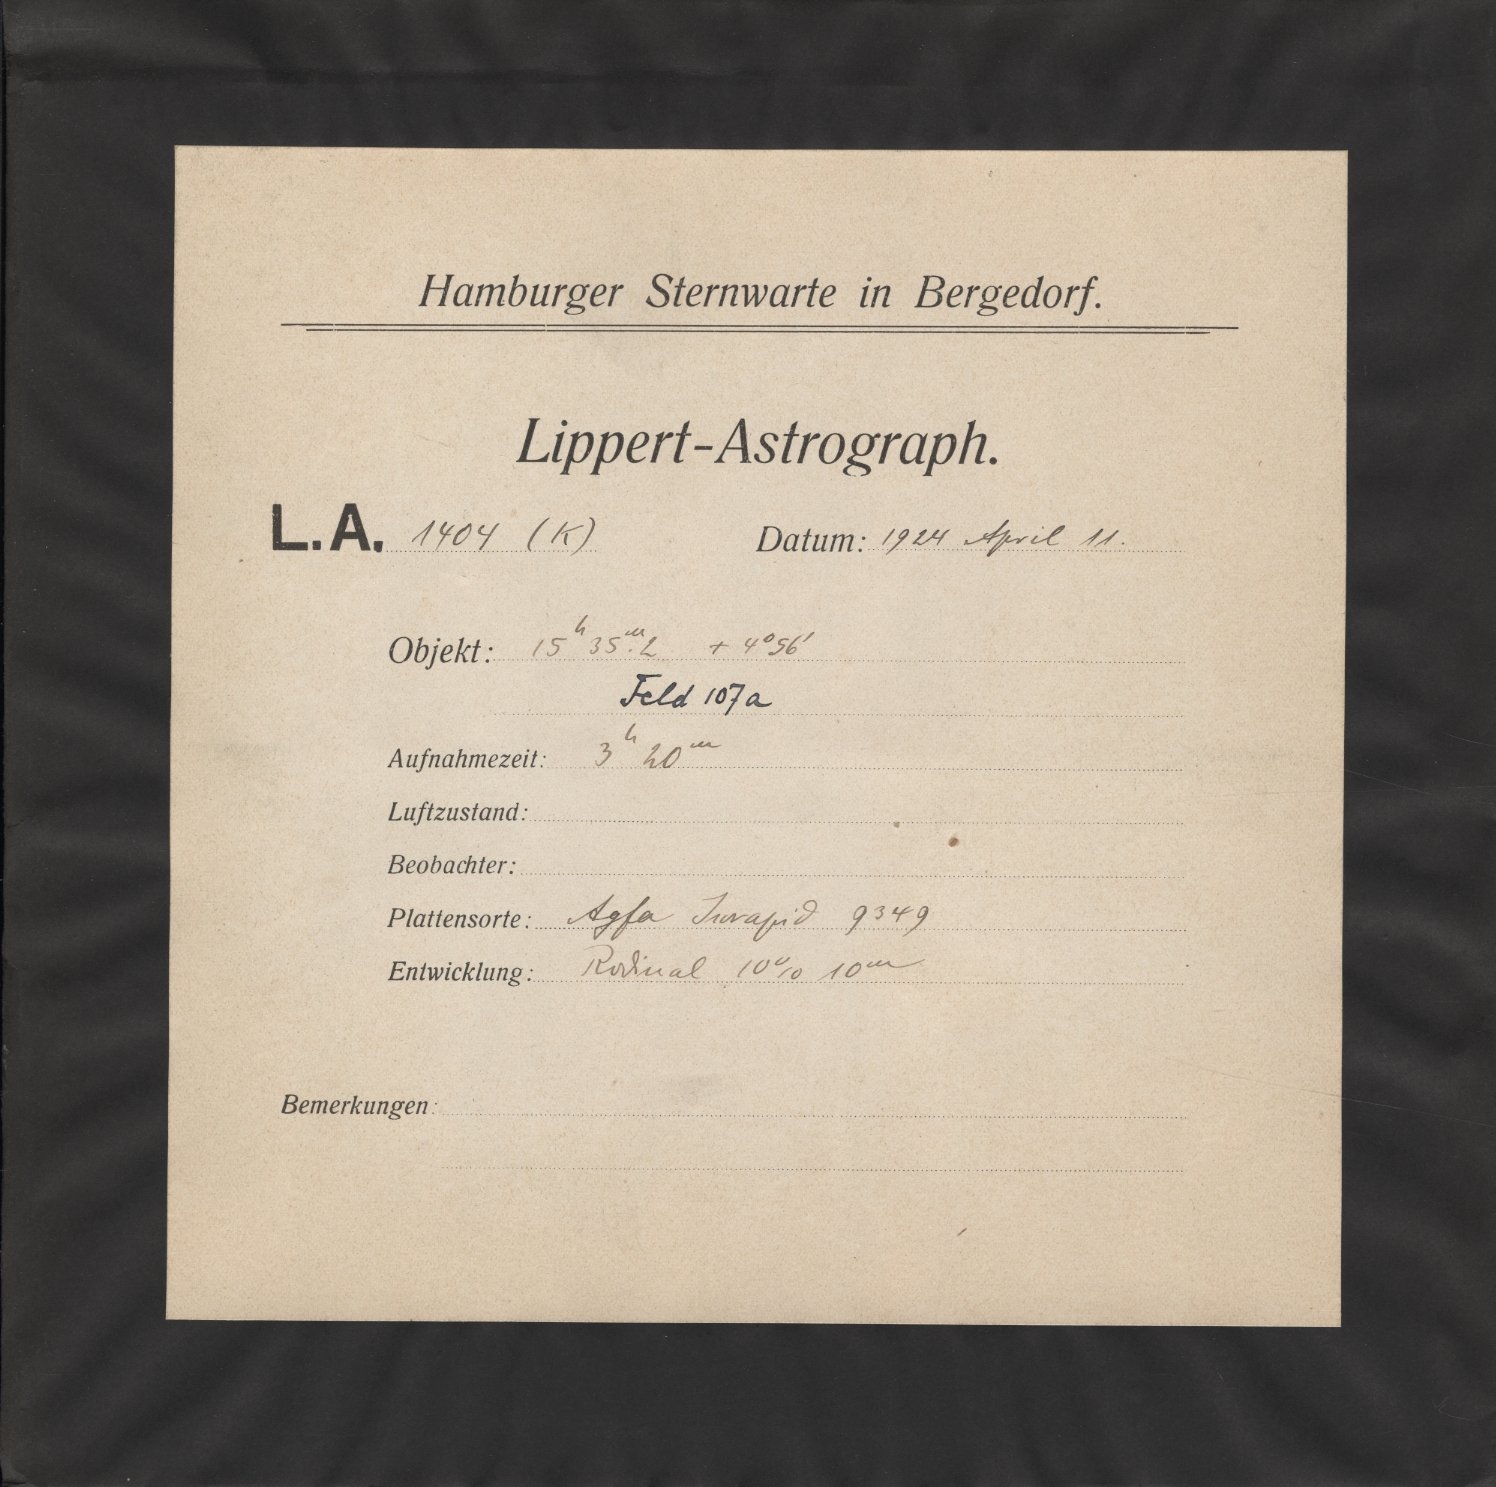 Hamburger Sternwarte in Bergedorf.
Lippert-Astrograph.
L.A. 1404 (K) Datum: 1924 April 11.
Objekt: 15ʰ 35ᵐ.2 + 4°56'
Feld 107a
Aufnahmezeit: 3ʰ 20ᵐ
Luftzustand:
Beobachter:
Plattensorte: Agfa 9349
Entwicklung: Rodinal 10% 10ᵐ
Bemerkungen: